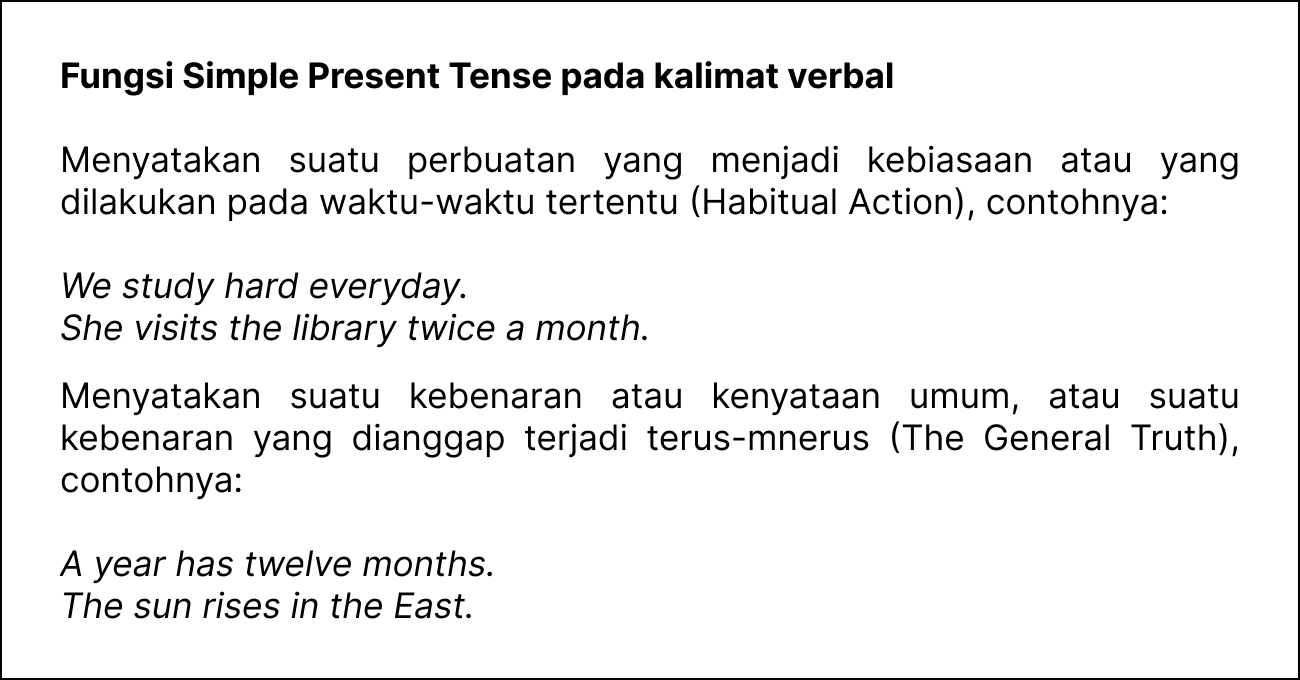 Fungsi Simple Present Tense pada kalimat verbal
Menyatakan suatu perbuatan yang menjadi kebiasaan atau yang
dilakukan pada waktu-waktu tertentu (Habitual Action), contohnya:
We study hard everyday.
She visits the library twice a month.
Menyatakan suatu kebenaran atau kenyataan umum, atau suatu
kebenaran yang dianggap terjadi terus-mnerus (The General Truth),
contohnya:
A year has twelve months.
The sun rises in the East.